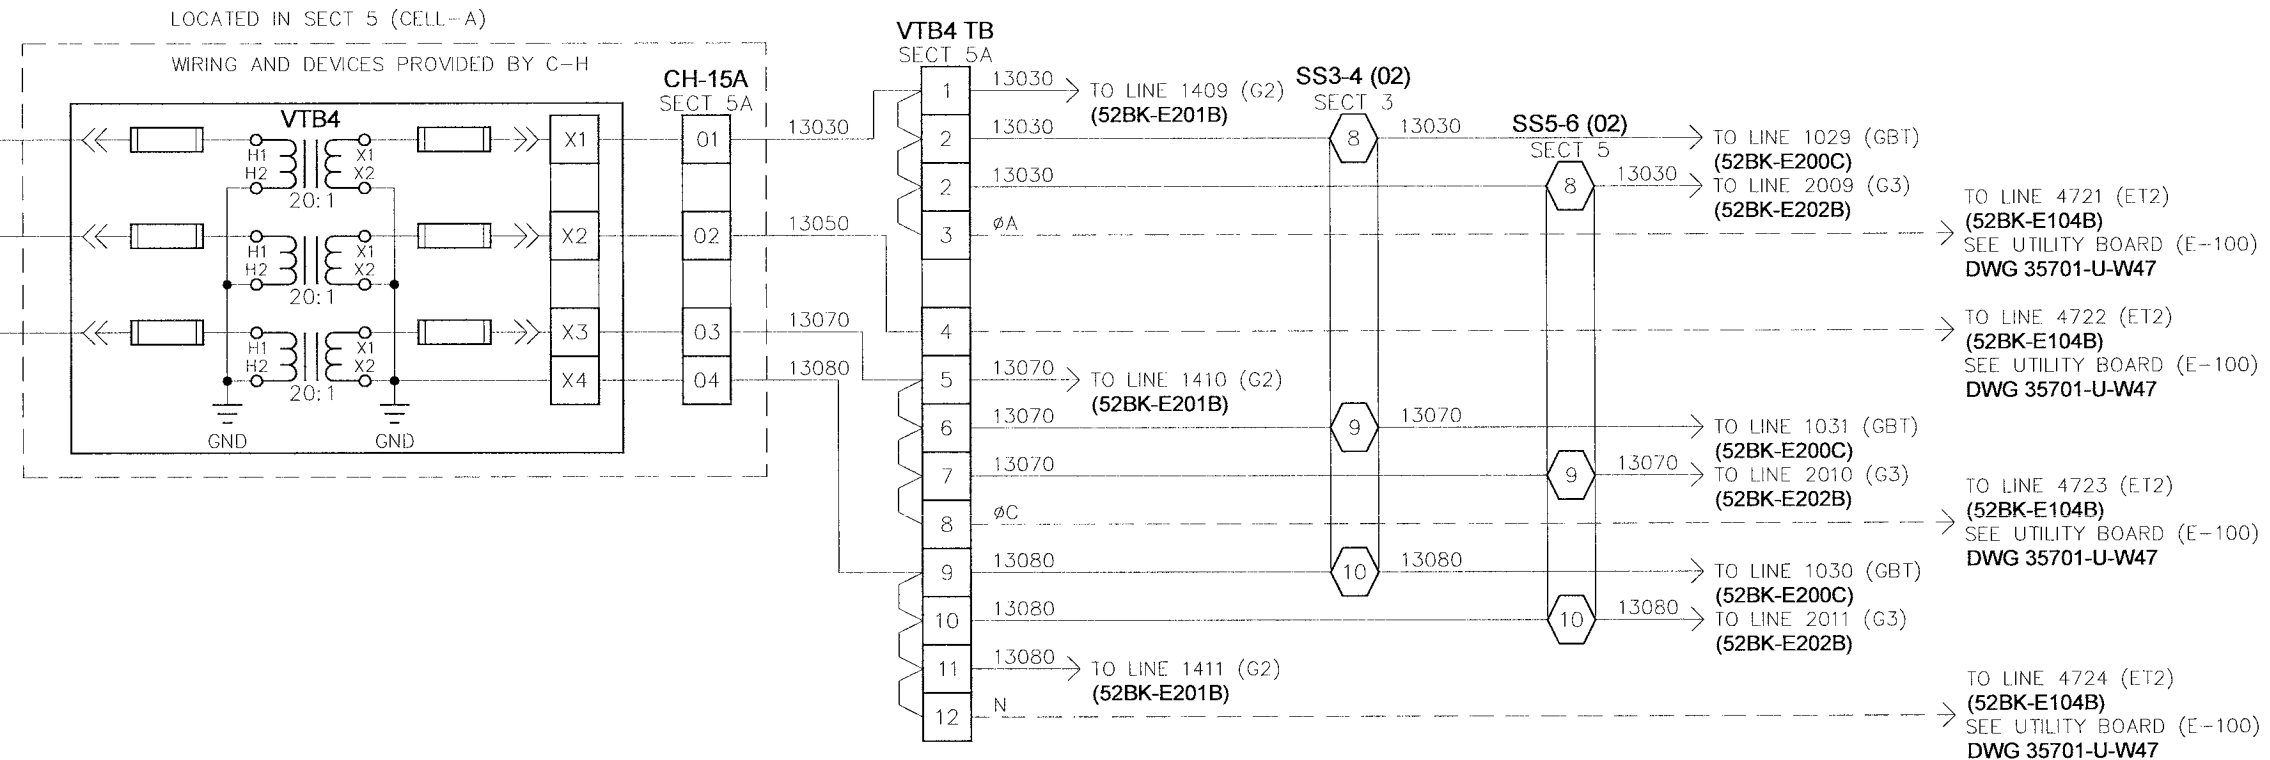 LOCATED IN SECT 5 (CELL-A)
WIRING AND DEVICES PROVIDED BY C-H
VTB4
H1
H2
X1
X2
20:1
H1
H2
X1
X2
20:1
H1
H2
X1
X2
20:1
GND
GND
X1
X2
X3
X4
CH-15A
SECT 5A
01
02
03
04
13030
13050
13070
13080
VTB4 TB
SECT 5A
1
2
2
3
4
5
6
7
8
9
10
11
12
13030
TO LINE 1409 (G2)
(52BK-E201B)
13030
13030
ØA
13070
TO LINE 1410 (G2)
(52BK-E201B)
13070
13070
ØC
13080
13080
13080
TO LINE 1411 (G2)
(52BK-E201B)
N
SS3-4 (02)
SECT 3
8
13030
9
13070
10
13080
SS5-6 (02)
SECT 5
8
13030
9
13070
10
13080
TO LINE 1029 (GBT)
(52BK-E200C)
TO LINE 2009 (G3)
(52BK-E202B)
TO LINE 1031 (GBT)
(52BK-E200C)
TO LINE 2010 (G3)
(52BK-E202B)
TO LINE 1030 (GBT)
(52BK-E200C)
TO LINE 2011 (G3)
(52BK-E202B)
TO LINE 4721 (ET2)
(52BK-E104B)
SEE UTILITY BOARD (E-100)
DWG 35701-U-W47
TO LINE 4722 (ET2)
(52BK-E104B)
SEE UTILITY BOARD (E-100)
DWG 35701-U-W47
TO LINE 4723 (ET2)
(52BK-E104B)
SEE UTILITY BOARD (E-100)
DWG 35701-U-W47
TO LINE 4724 (ET2)
(52BK-E104B)
SEE UTILITY BOARD (E-100)
DWG 35701-U-W47